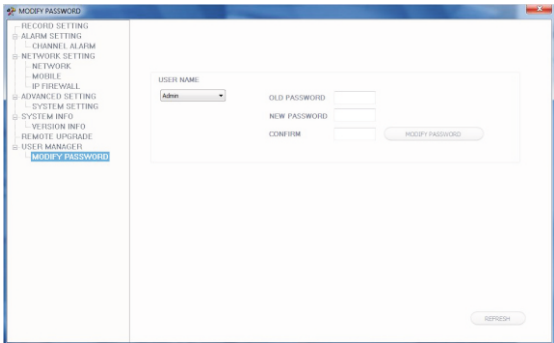 MODIFY PASSWORD
RECORD SETTING
ALARM SETTING
CHANNEL ALARM
NETWORK SETTING
NETWORK
MOBILE
IP FIREWALL
ADVANCED SETTING
SYSTEM SETTING
SYSTEM INFO
VERSION INFO
REMOTE UPGRADE
USER MANAGER
MODIFY PASSWORD
USER NAME
Admin
OLD PASSWORD
NEW PASSWORD
CONFIRM
MODIFY PASSWORD
REFRESH